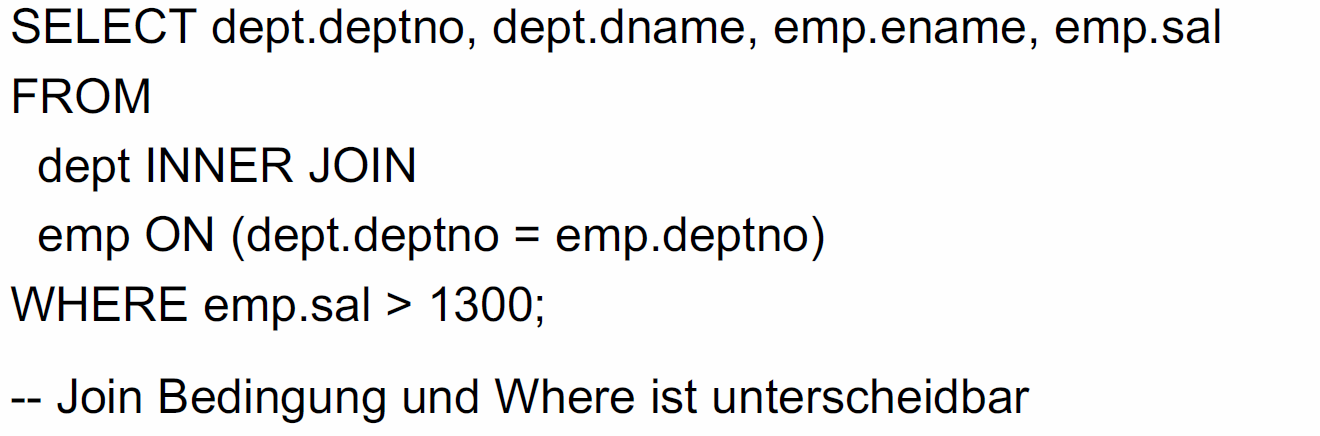 SELECT dept.deptno, dept.dname, emp.ename, emp.sal
FROM
dept INNER JOIN
emp ON (dept.deptno = emp.deptno)
WHERE emp.sal > 1300;
-- Join Bedingung und Where ist unterscheidbar